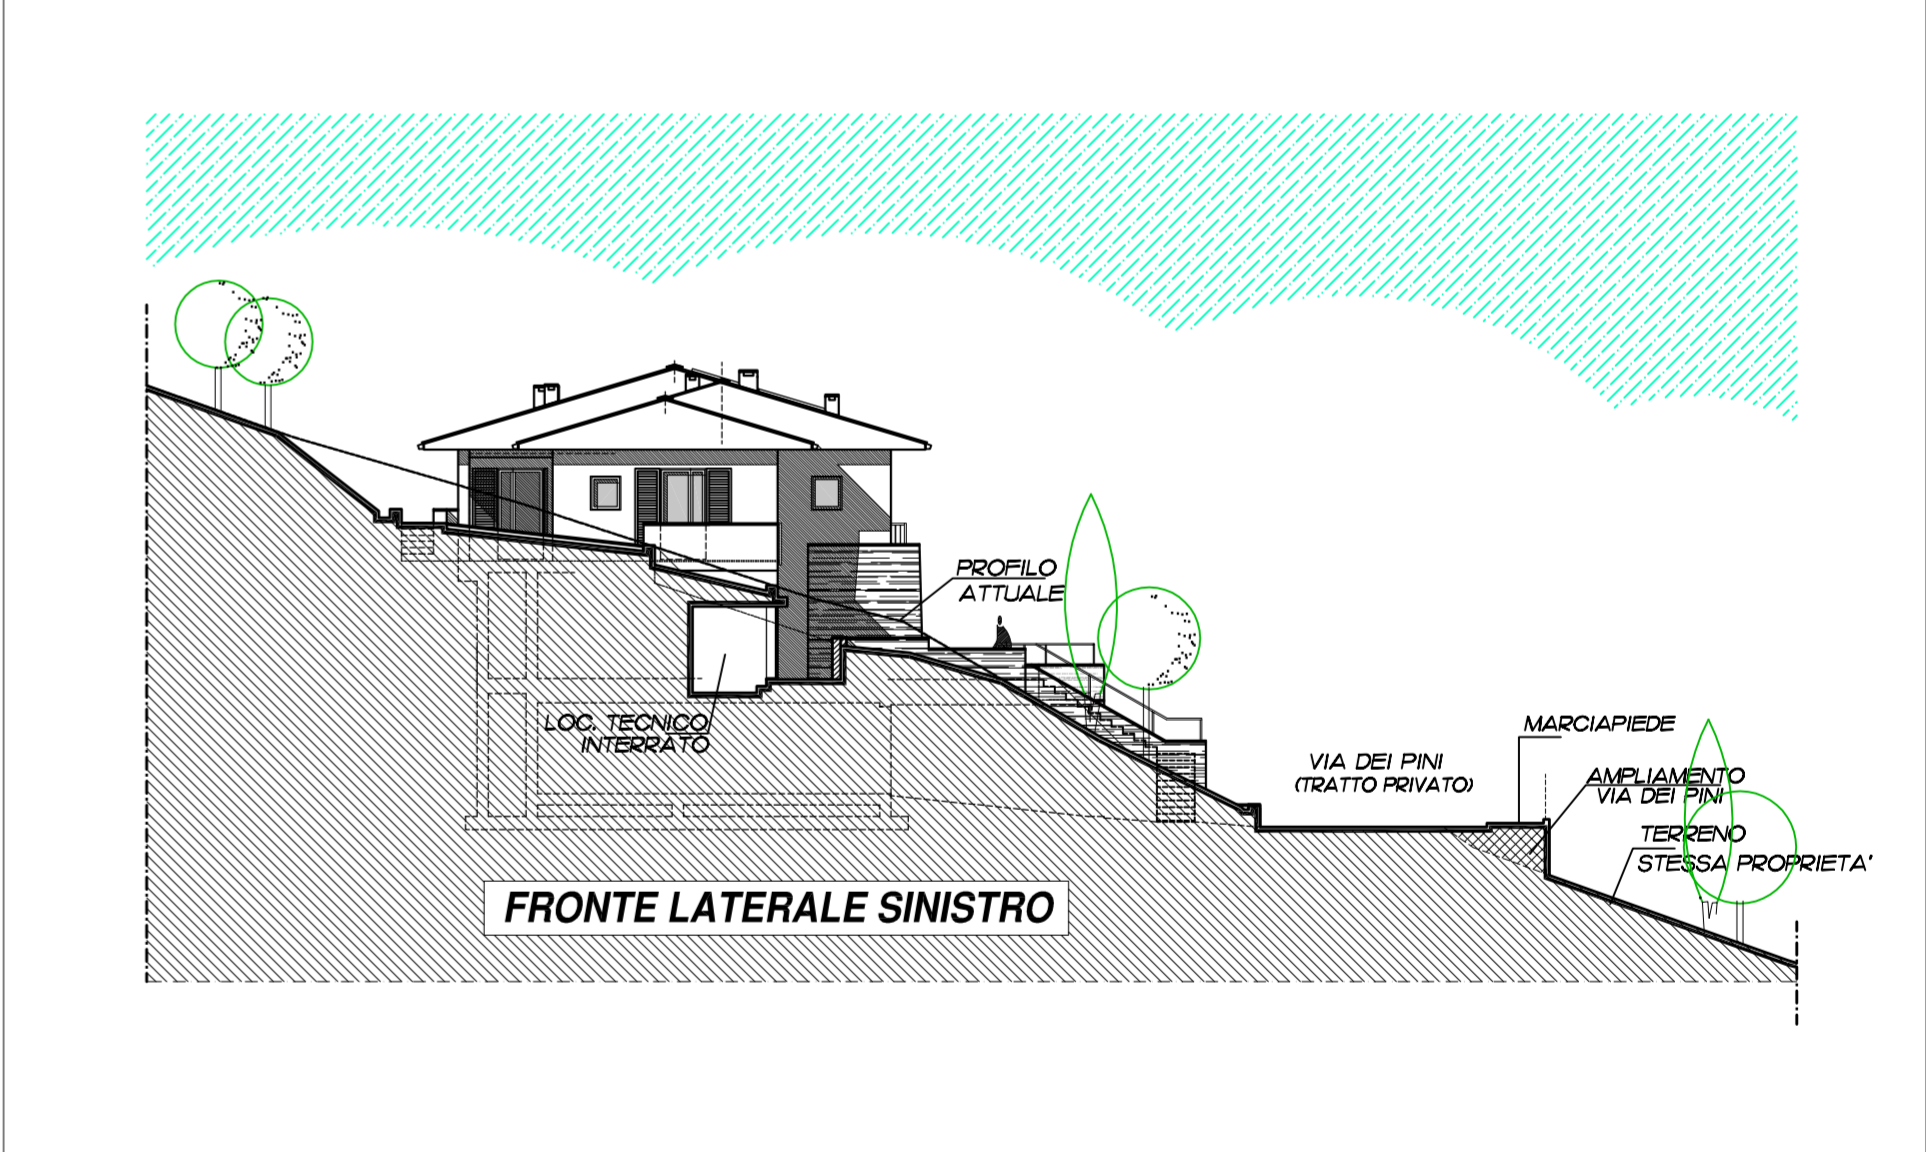 PROFILO
ATTUALE
LOC. TECNICO
INTERRATO
VIA DEI PINI
(TRATTO PRIVATO)
MARCIAPIEDE
AMPLIAMENTO
VIA DEI PINI
TERRENO
STESSA PROPRIETA'
FRONTE LATERALE SINISTRO